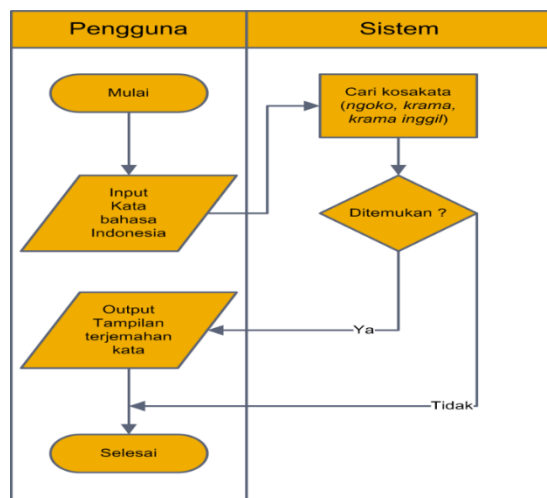 Pengguna
Sistem
Mulai
Cari kosakata
(ngoko, krama,
krama inggil)
Input
Kata
bahasa
Indonesia
Ditemukan ?
Output
Tampilan
terjemahan
kata
Ya
Tidak
Selesai